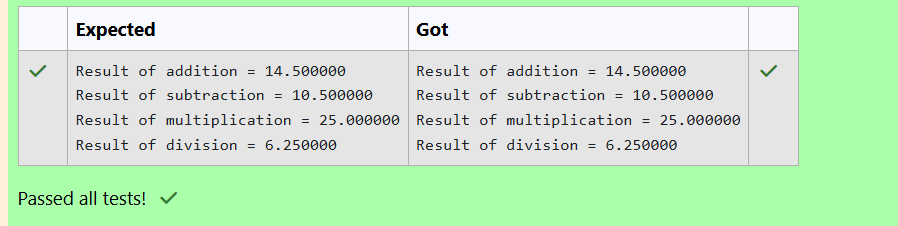 Expected Got
Result of addition = 14.500000 Result of addition = 14.500000
Result of subtraction = 10.500000 Result of subtraction = 10.500000
Result of multiplication = 25.000000 Result of multiplication = 25.000000
Result of division = 6.250000 Result of division = 6.250000
Passed all tests!